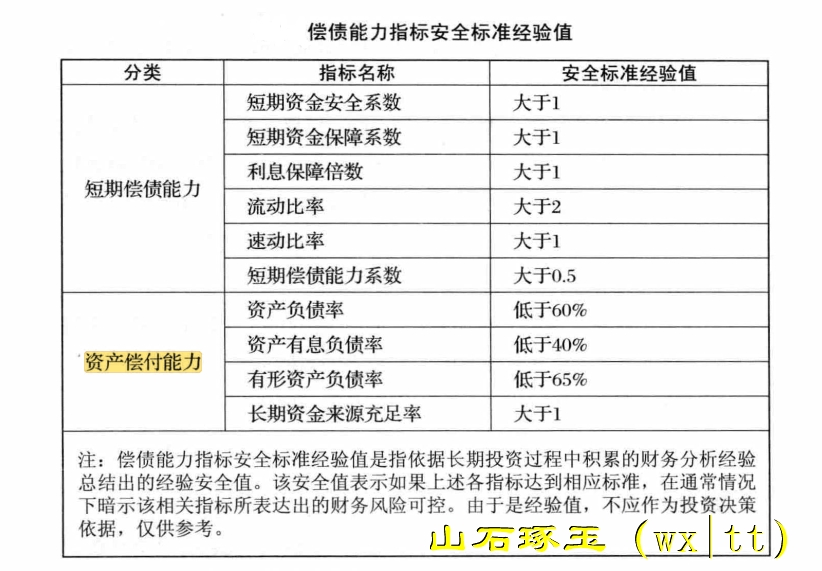 偿债能力指标安全标准经验值
分类 指标名称 安全标准经验值
短期偿债能力
短期资金安全系数 大于1
短期资金保障系数 大于1
利息保障倍数 大于1
流动比率 大于2
速动比率 大于1
短期偿债能力系数 大于0.5
资产偿付能力
资产负债率 低于60%
资产有息负债率 低于40%
有形资产负债率 低于65%
长期资金来源充足率 大于1
注：偿债能力指标安全标准经验值是指依据长期投资过程中积累的财务分析经验
总结出的经验安全值。该安全值表示如果上述各指标达到相应标准，在通常情况
下暗示该相关指标所表达出的财务风险可控。由于是经验值，不应作为投资决策
依据，仅供参考。
山石琢玉（wx|tt）